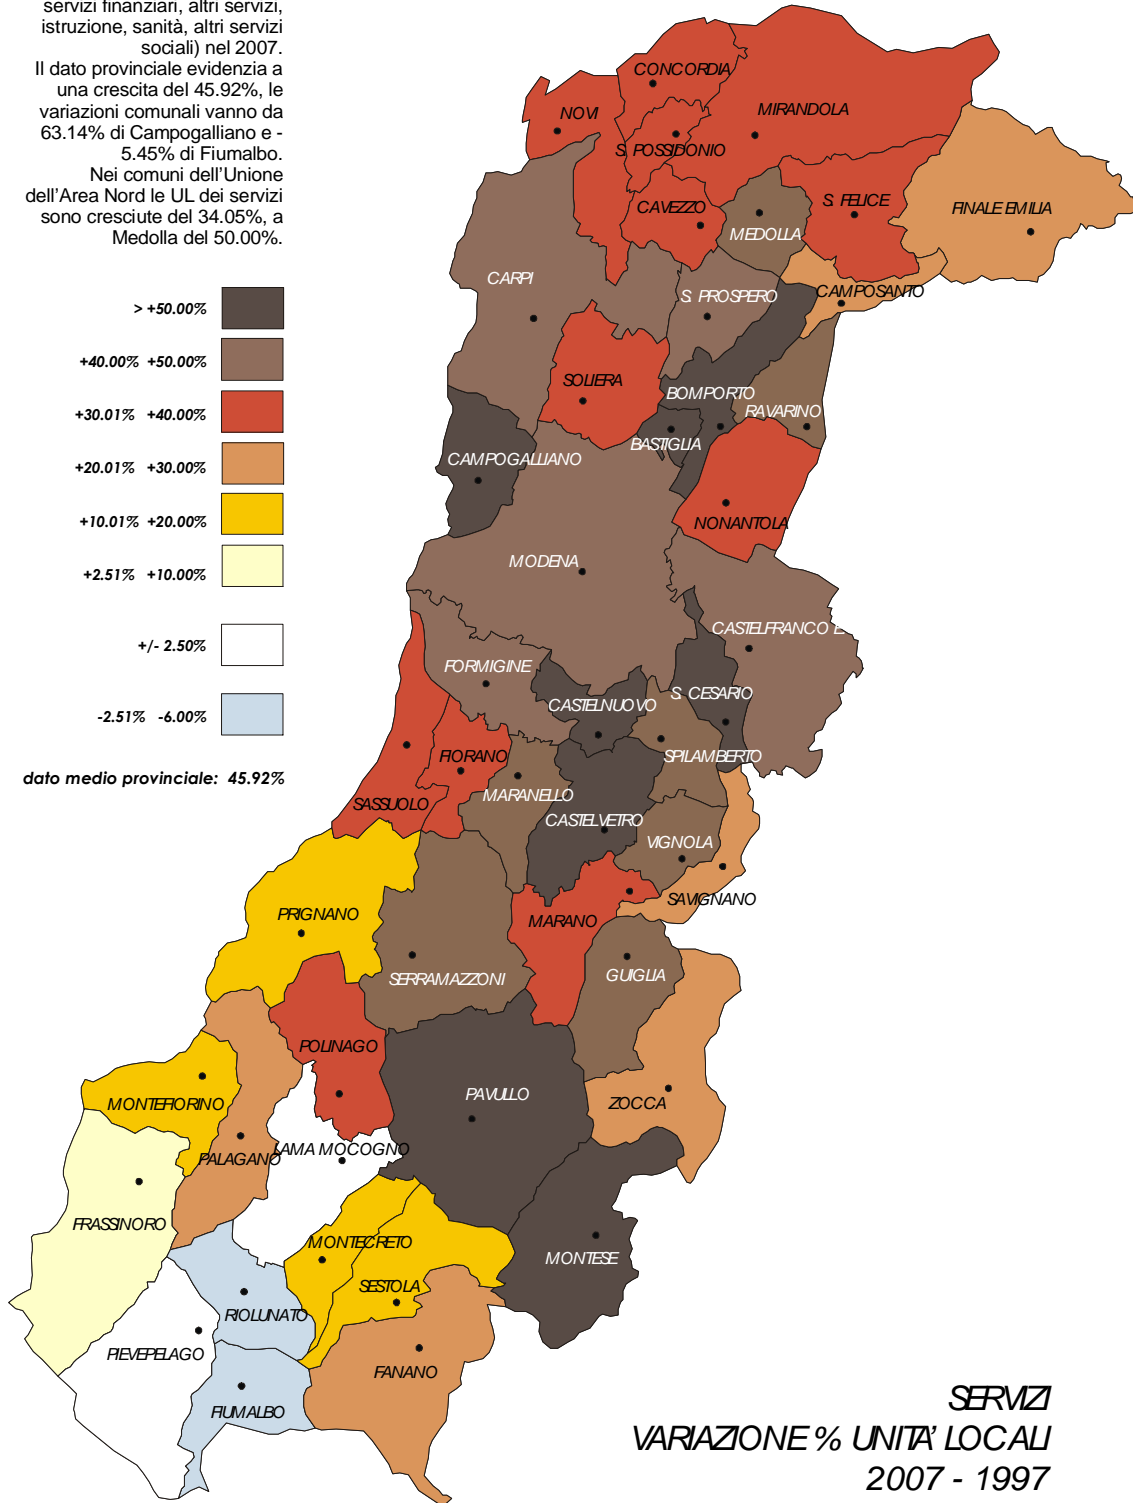 servizi finanziari, altri servizi,
istruzione, sanità, altri servizi
sociali) nel 2007.
Il dato provinciale evidenzia a
una crescita del 45.92%, le
variazioni comunali vanno da
63.14% di Campogalliano e -
5.45% di Fiumalbo.
Nei comuni dell'Unione
dell'Area Nord le UL dei servizi
sono cresciute del 34.05%, a
Medolla del 50.00%.
> +50.00%
+40.00% +50.00%
+30.01% +40.00%
+20.01% +30.00%
+10.01% +20.00%
+2.51% +10.00%
+/- 2.50%
-2.51% -6.00%
dato medio provinciale: 45.92%
CONCORDIA
NOVI
MIRANDOLA
S. POSSIDONIO
CAVEZZO
S. FELICE
MEDOLLA
FINALE EMILIA
CARPI
S. PROSPERO
CAMPOSANTO
SOLIERA
BOMPORTO
RAVARINO
BASTIGLIA
CAMPOGALLIANO
NONANTOLA
MODENA
CASTELFRANCO E.
FORMIGINE
S. CESARIO
CASTELNUOVO
FIORANO
SPILAMBERTO
MARANELLO
SASSUOLO
CASTELVETRO
VIGNOLA
SAVIGNANO
PRIGNANO
MARANO
SERRAMAZZONI
GUIGLIA
POLINAGO
PAVULLO
ZOCCA
MONTEFIORINO
LAMA MOCOGNO
PALAGANO
FRASSINORO
MONTECRETO
MONTESE
SESTOLA
RIOLUNATO
PIEVEPELAGO
FANANO
FIUMALBO
SERVIZI
VARIAZIONE % UNITA' LOCALI
2007 - 1997